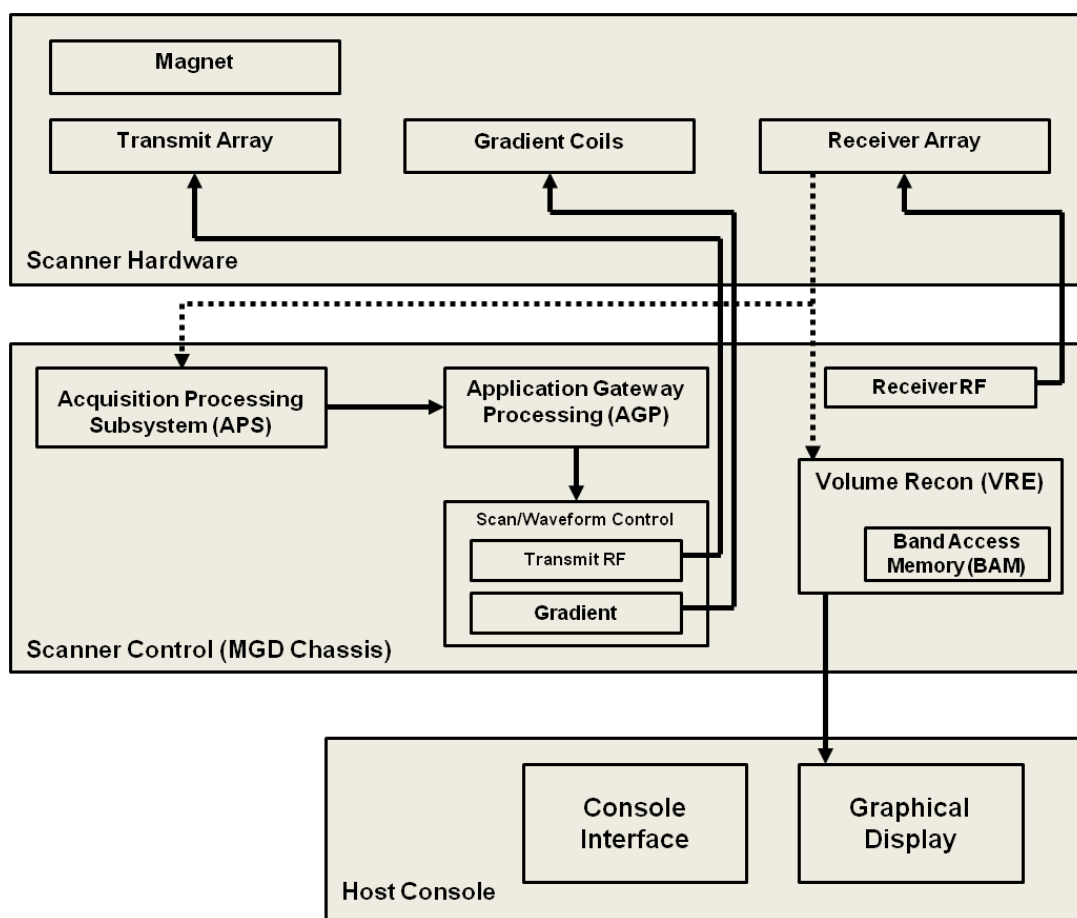 Magnet
Transmit Array
Gradient Coils
Receiver Array
Scanner Hardware
Acquisition Processing
Subsystem (APS)
Application Gateway
Processing (AGP)
Receiver RF
Scan/Waveform Control
Transmit RF
Gradient
Volume Recon (VRE)
Band Access
Memory (BAM)
Scanner Control (MGD Chassis)
Console
Interface
Graphical
Display
Host Console